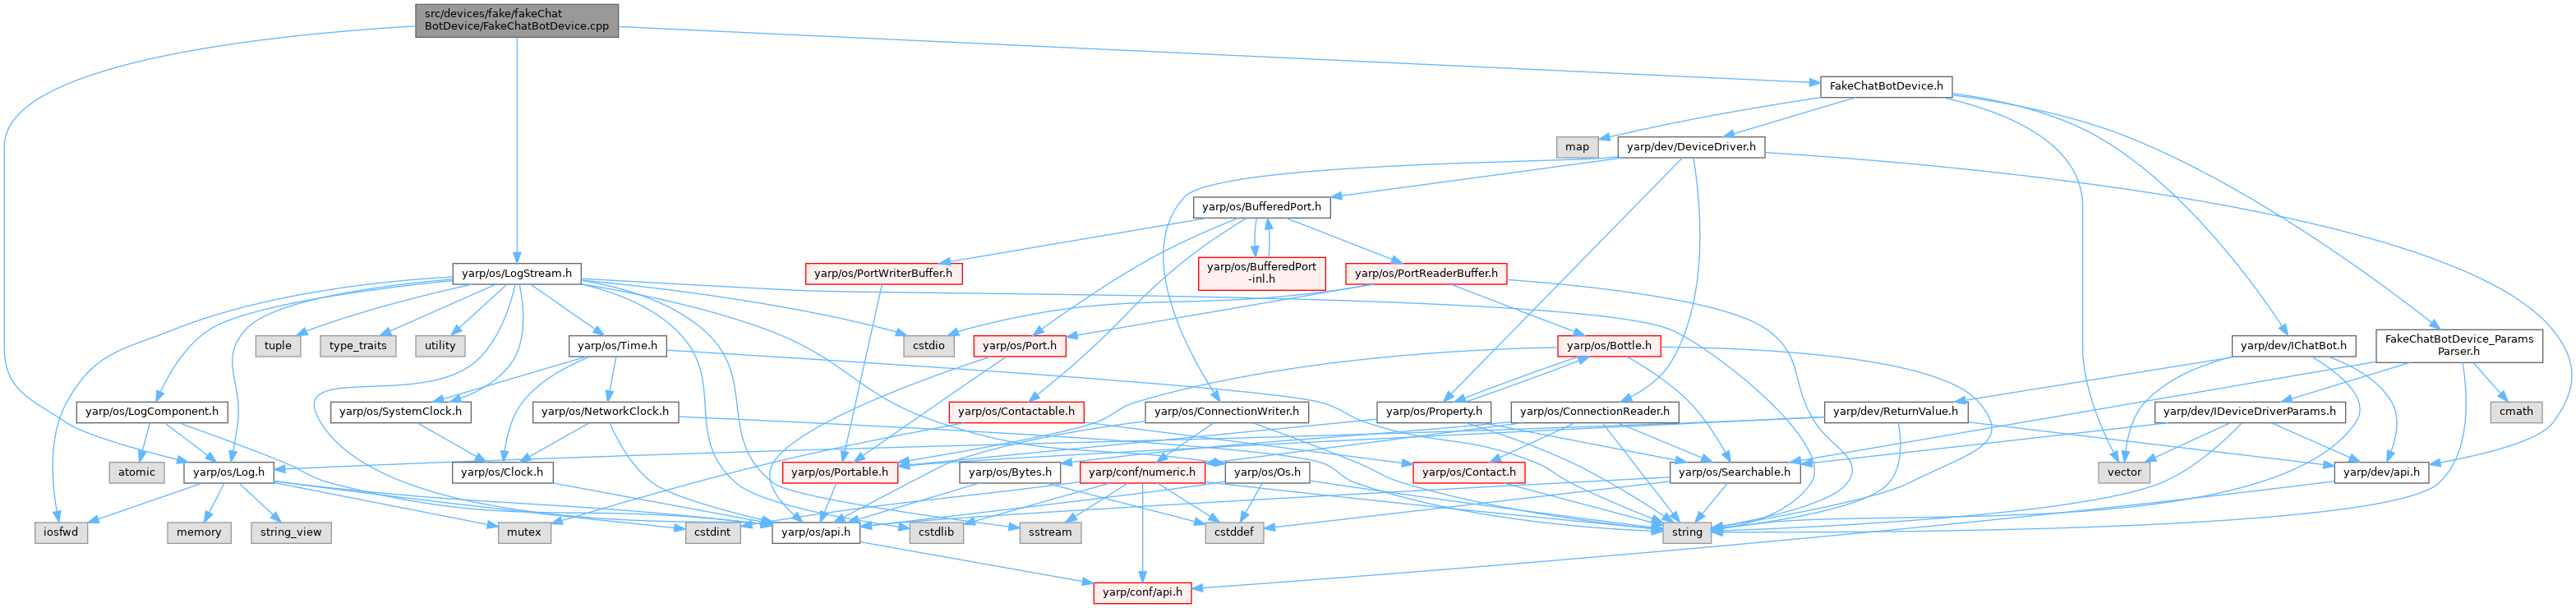 src/devices/fake/fakeChat
BotDevice/FakeChatBotDevice.cpp
FakeChatBotDevice.h
map
yarp/dev/DeviceDriver.h
yarp/os/BufferedPort.h
yarp/os/LogStream.h
yarp/os/PortWriterBuffer.h
yarp/os/BufferedPort
-inl.h
yarp/os/PortReaderBuffer.h
tuple
type_traits
utility
yarp/os/Time.h
cstdio
yarp/os/Port.h
yarp/os/Bottle.h
yarp/dev/IChatBot.h
FakeChatBotDevice_Params
Parser.h
yarp/os/LogComponent.h
yarp/os/SystemClock.h
yarp/os/NetworkClock.h
yarp/os/Contactable.h
yarp/os/ConnectionWriter.h
yarp/os/Property.h
yarp/os/ConnectionReader.h
yarp/dev/ReturnValue.h
yarp/dev/IDeviceDriverParams.h
cmath
atomic
yarp/os/Log.h
yarp/os/Clock.h
yarp/os/Portable.h
yarp/os/Bytes.h
yarp/conf/numeric.h
yarp/os/Os.h
yarp/os/Contact.h
yarp/os/Searchable.h
vector
yarp/dev/api.h
iosfwd
memory
string_view
mutex
cstdint
yarp/os/api.h
cstdlib
sstream
cstddef
string
yarp/conf/api.h